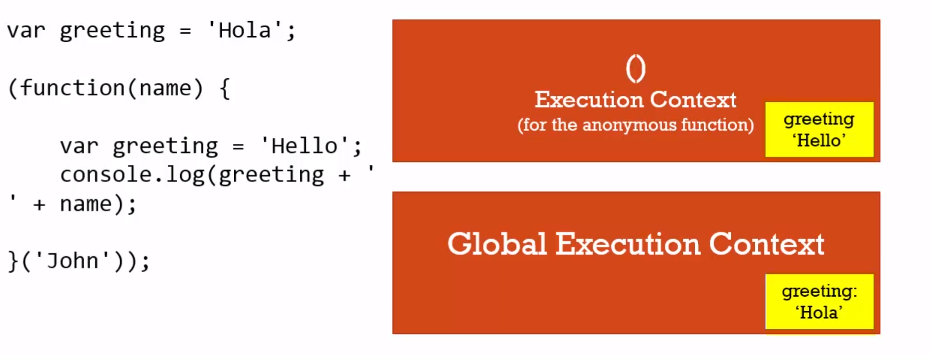 var greeting = 'Hola';
(function(name) {
var greeting = 'Hello';
console.log(greeting + '
' + name);
}('John'));
()
Execution Context
(for the anonymous function)
greeting
‘Hello’
Global Execution Context
greeting:
‘Hola’